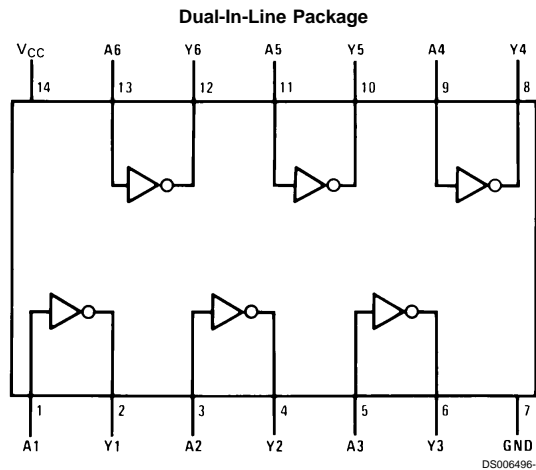 Dual-In-Line Package
VCC A6 Y6 A5 Y5 A4 Y4
14 13 12 11 10 9 8
1 2 3 4 5 6 7
A1 Y1 A2 Y2 A3 Y3 GND
DS006496-